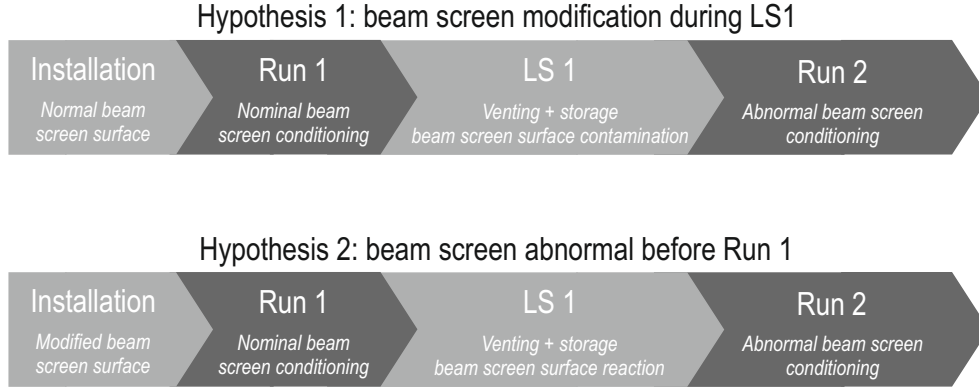 Hypothesis 1: beam screen modification during LS1
Installation
Normal beam
screen surface
Run 1
Nominal beam
screen conditioning
LS 1
Venting + storage
beam screen surface contamination
Run 2
Abnormal beam screen
conditioning
Hypothesis 2: beam screen abnormal before Run 1
Installation
Modified beam
screen surface
Run 1
Nominal beam
screen conditioning
LS 1
Venting + storage
beam screen surface reaction
Run 2
Abnormal beam screen
conditioning